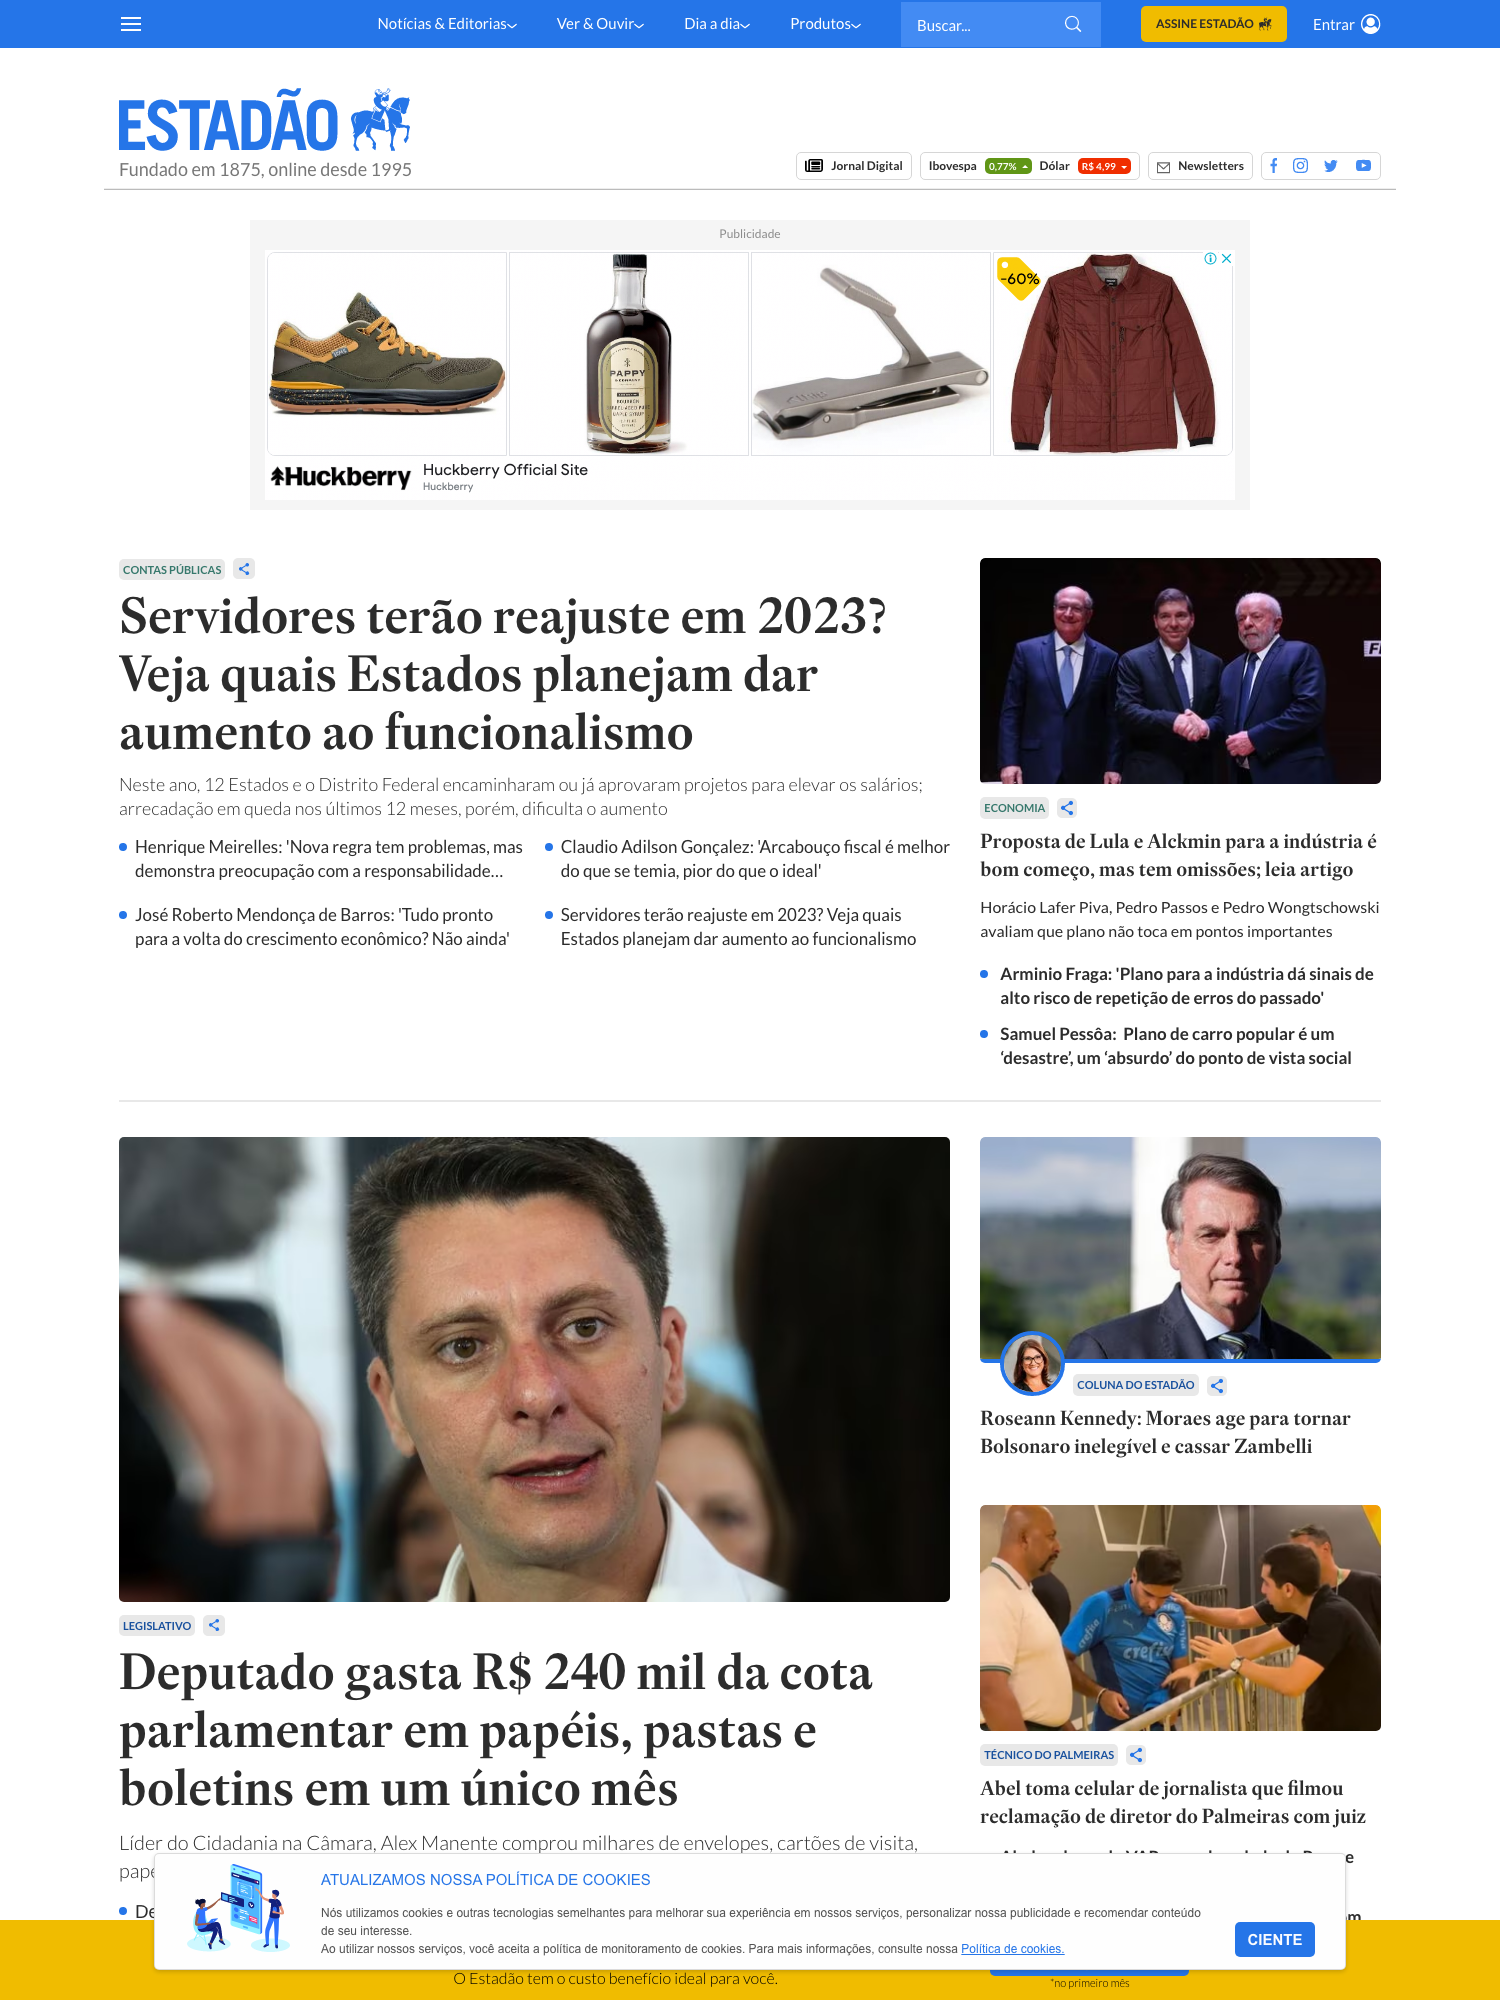 Notícias & Editorias
Ver & Ouvir
Dia a dia
Produtos
Buscar...
ASSINE ESTADÃO
Entrar
ESTADÃO
Fundado em 1875, online desde 1995
Jornal Digital
Ibovespa 0,77% Dólar R$ 4,99
Newsletters
Publicidade
-60%
PAPPY
& COMPANY
BOURBON
BARREL-AGED PURE
MAPLE SYRUP
Huckberry
Huckberry Official Site
Huckberry
CONTAS PÚBLICAS
Servidores terão reajuste em 2023?
Veja quais Estados planejam dar
aumento ao funcionalismo
Neste ano, 12 Estados e o Distrito Federal encaminharam ou já aprovaram projetos para elevar os salários;
arrecadação em queda nos últimos 12 meses, porém, dificulta o aumento
Henrique Meirelles: 'Nova regra tem problemas, mas
demonstra preocupação com a responsabilidade...
Claudio Adilson Gonçalez: 'Arcabouço fiscal é melhor
do que se temia, pior do que o ideal'
José Roberto Mendonça de Barros: 'Tudo pronto
para a volta do crescimento econômico? Não ainda'
Servidores terão reajuste em 2023? Veja quais
Estados planejam dar aumento ao funcionalismo
ECONOMIA
Proposta de Lula e Alckmin para a indústria é
bom começo, mas tem omissões; leia artigo
Horácio Lafer Piva, Pedro Passos e Pedro Wongtschowski
avaliam que plano não toca em pontos importantes
Arminio Fraga: 'Plano para a indústria dá sinais de
alto risco de repetição de erros do passado'
Samuel Pessôa:  Plano de carro popular é um
‘desastre’, um ‘absurdo’ do ponto de vista social
LEGISLATIVO
Deputado gasta R$ 240 mil da cota
parlamentar em papéis, pastas e
boletins em um único mês
Líder do Cidadania na Câmara, Alex Manente comprou milhares de envelopes, cartões de visita,
COLUNA DO ESTADÃO
Roseann Kennedy: Moraes age para tornar
Bolsonaro inelegível e cassar Zambelli
crefisa
TÉCNICO DO PALMEIRAS
Abel toma celular de jornalista que filmou
reclamação de diretor do Palmeiras com juiz
ATUALIZAMOS NOSSA POLÍTICA DE COOKIES
Nós utilizamos cookies e outras tecnologias semelhantes para melhorar sua experiência em nossos serviços, personalizar nossa publicidade e recomendar conteúdo
de seu interesse.
Ao utilizar nossos serviços, você aceita a política de monitoramento de cookies. Para mais informações, consulte nossa Política de cookies.
CIENTE
O Estadão tem o custo benefício ideal para você.
*no primeiro mês